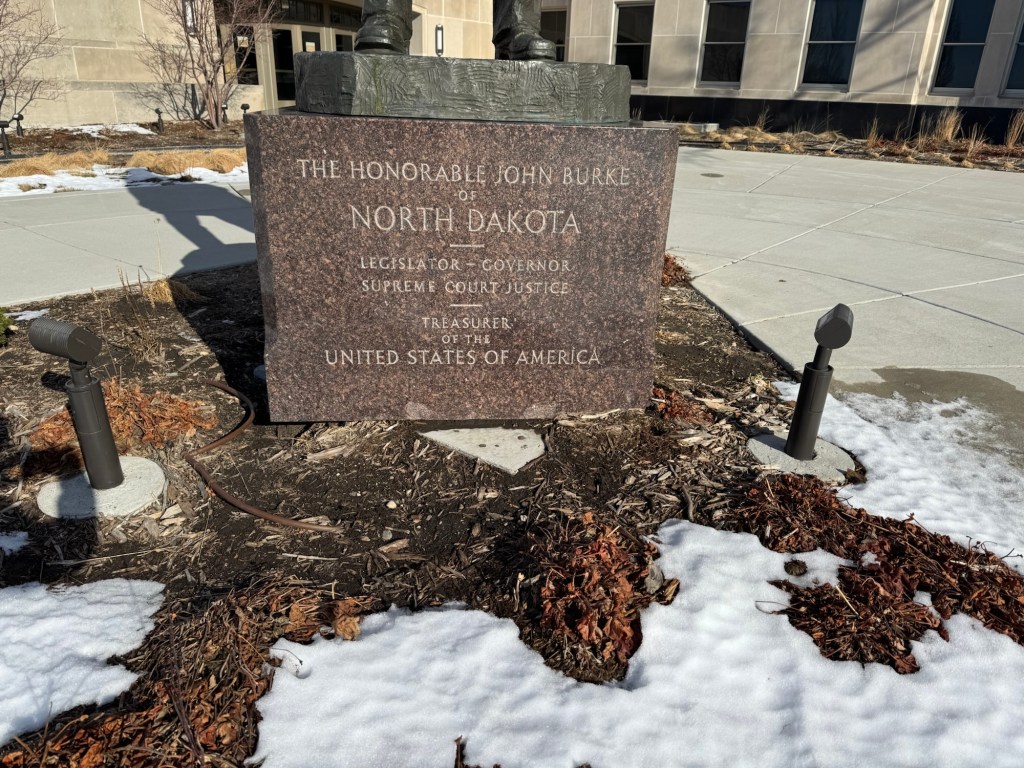 THE HONORABLE JOHN BURKE
OF
NORTH DAKOTA
LEGISLATOR – GOVERNOR
SUPREME COURT JUSTICE
TREASURER
OF THE
UNITED STATES OF AMERICA